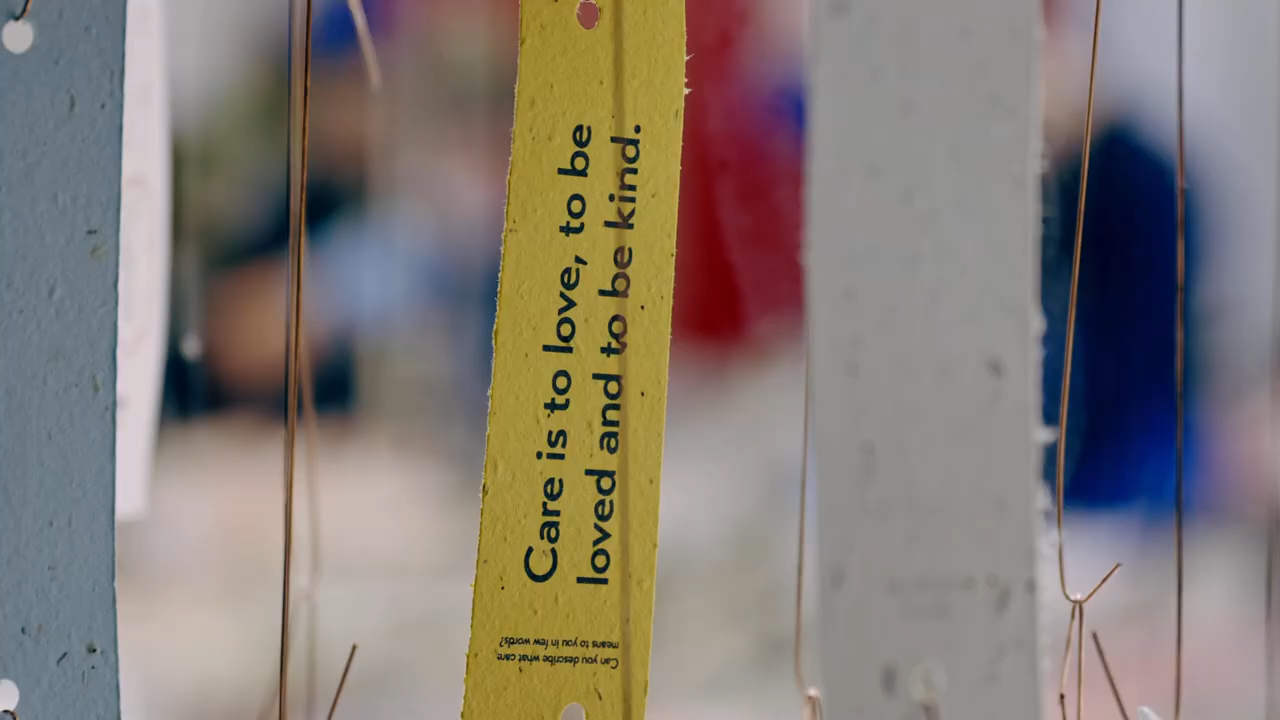 Care is to love, to be
loved and to be kind.
Can you describe what care
means to you in few words?